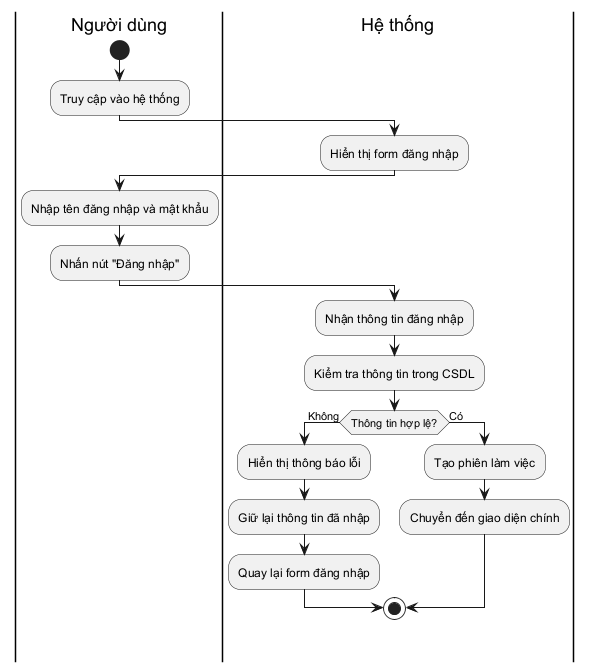 Người dùng
Hệ thống
Truy cập vào hệ thống
Hiển thị form đăng nhập
Nhập tên đăng nhập và mật khẩu
Nhấn nút "Đăng nhập"
Nhận thông tin đăng nhập
Kiểm tra thông tin trong CSDL
Không
Thông tin hợp lệ?
Có
Hiển thị thông báo lỗi
Tạo phiên làm việc
Giữ lại thông tin đã nhập
Chuyển đến giao diện chính
Quay lại form đăng nhập